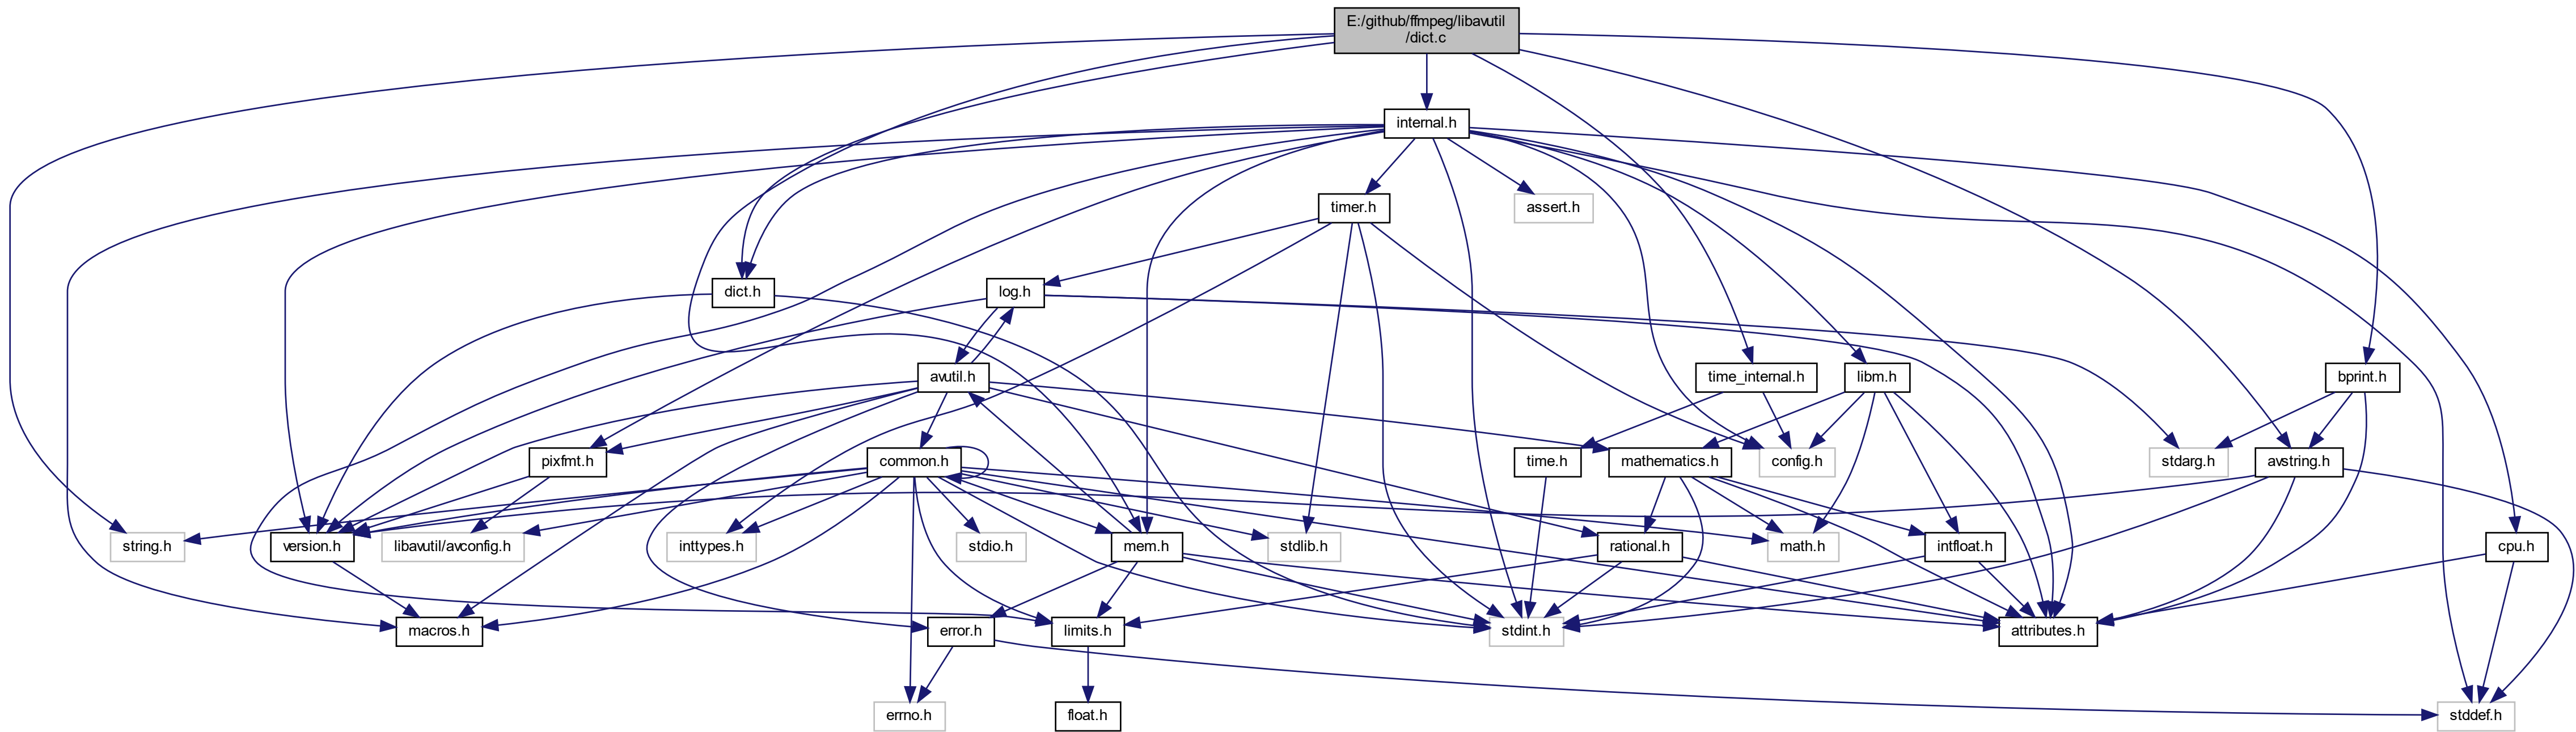 E:/github/ffmpeg/libavutil
/dict.c
internal.h
timer.h
assert.h
dict.h
log.h
avutil.h
time_internal.h
libm.h
bprint.h
pixfmt.h
common.h
time.h
mathematics.h
config.h
stdarg.h
avstring.h
string.h
version.h
libavutil/avconfig.h
inttypes.h
stdio.h
mem.h
stdlib.h
rational.h
math.h
intfloat.h
cpu.h
macros.h
error.h
limits.h
stdint.h
attributes.h
errno.h
float.h
stddef.h